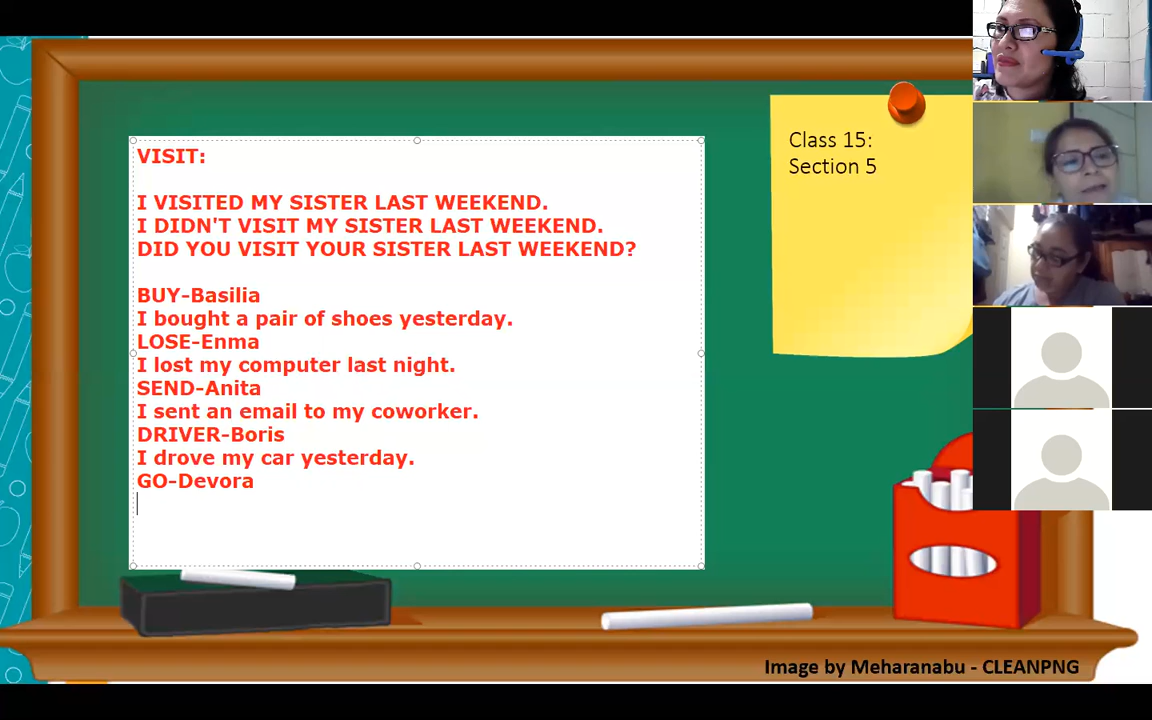 VISIT:
I VISITED MY SISTER LAST WEEKEND.
I DIDN'T VISIT MY SISTER LAST WEEKEND.
DID YOU VISIT YOUR SISTER LAST WEEKEND?
BUY-Basilia
I bought a pair of shoes yesterday.
LOSE-Enma
I lost my computer last night.
SEND-Anita
I sent an email to my coworker.
DRIVER-Boris
I drove my car yesterday.
GO-Devora
Class 15:
Section 5
Image by Meharanabu - CLEANPNG